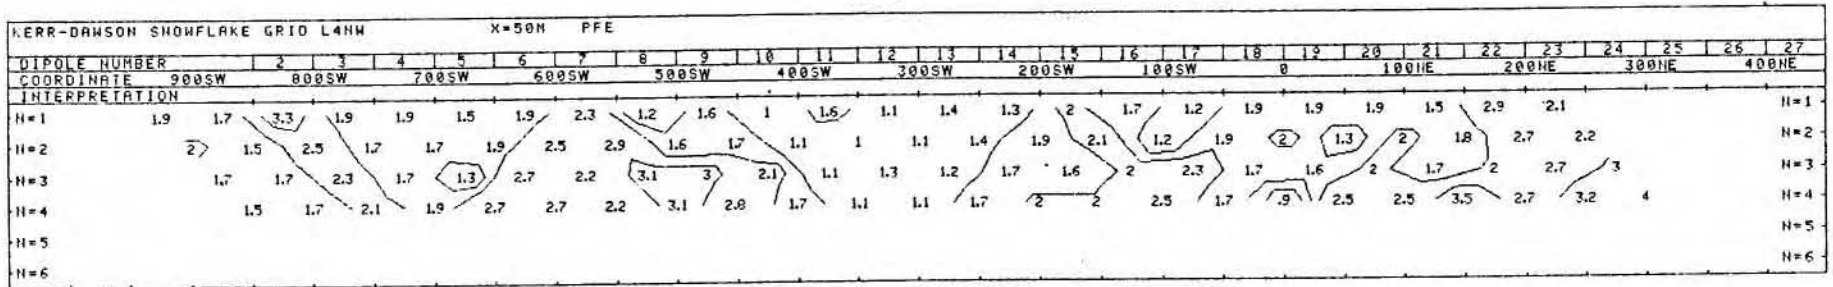 KERR-DAWSON SNOWFLAKE GRID L4NW X=50M PFE
DIPOLE NUMBER 2 3 4 5 6 7 8 9 10 11 12 13 14 15 16 17 18 19 20 21 22 23 24 25 26 27
COORDINATE 900SW 800SW 700SW 600SW 500SW 400SW 300SW 200SW 100SW 0 100NE 200NE 300NE 400NE
INTERPRETATION
N=1 1.9 1.7 3.3 1.9 1.9 1.5 1.9 2.3 1.2 1.6 1 1.6 1.1 1.4 1.3 2 1.7 1.2 1.9 1.9 1.9 1.5 2.9 2.1 N=1
N=2 2 1.5 2.5 1.7 1.7 1.9 2.5 2.9 1.6 1.7 1.1 1 1.1 1.4 1.9 2.1 1.2 1.9 2 1.3 2 1.8 2.7 2.2 N=2
N=3 1.7 1.7 2.3 1.7 1.3 2.7 2.2 3.1 3 2.1 1.1 1.3 1.2 1.7 1.6 2 2.3 1.7 1.6 2 1.7 2 2.7 3 N=3
N=4 1.5 1.7 2.1 1.9 2.7 2.7 2.2 3.1 2.8 1.7 1.1 1.1 1.7 2 2 2.5 1.7 .9 2.5 2.5 3.5 2.7 3.2 4 N=4
N=5 N=5
N=6 N=6